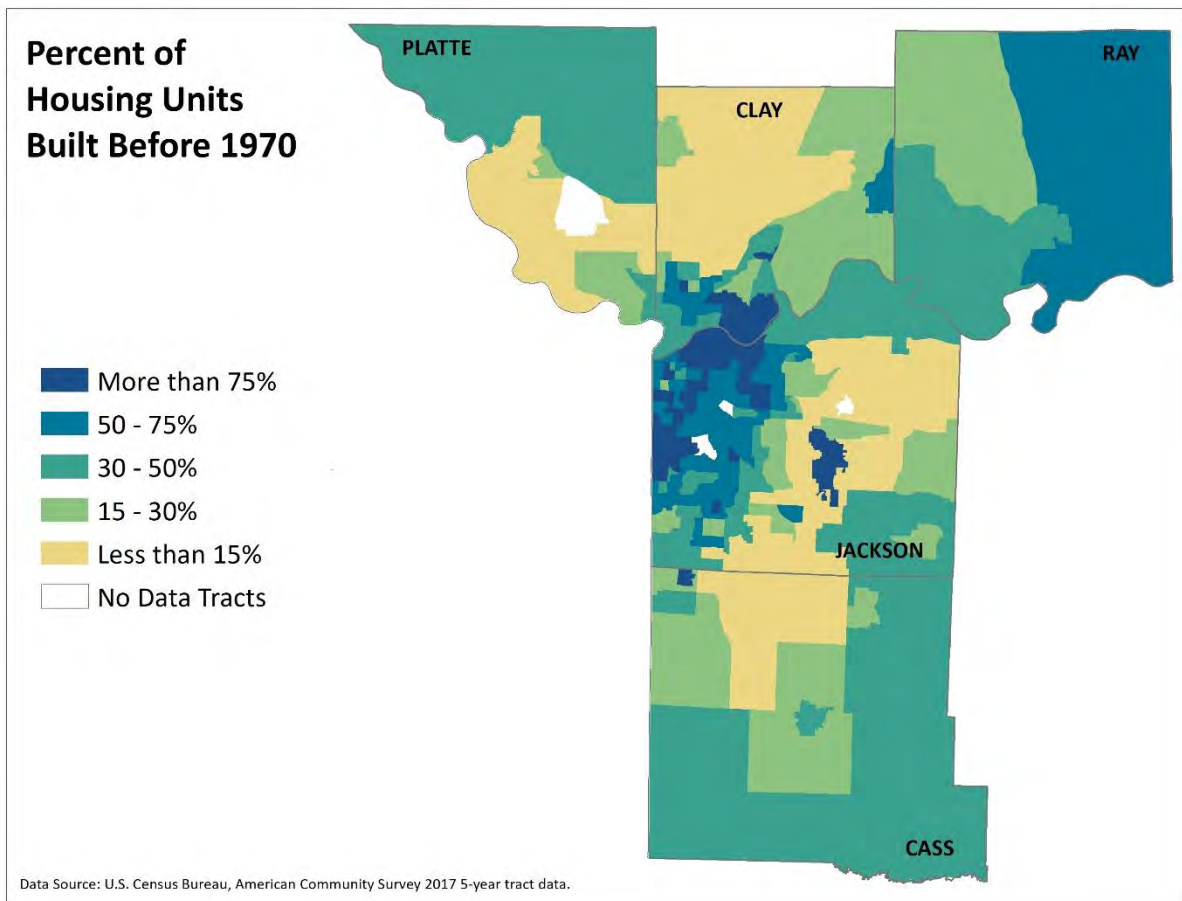 Percent of
Housing Units
Built Before 1970
PLATTE
CLAY
RAY
More than 75%
50 - 75%
30 - 50%
15 - 30%
Less than 15%
No Data Tracts
JACKSON
CASS
Data Source: U.S. Census Bureau, American Community Survey 2017 5-year tract data.